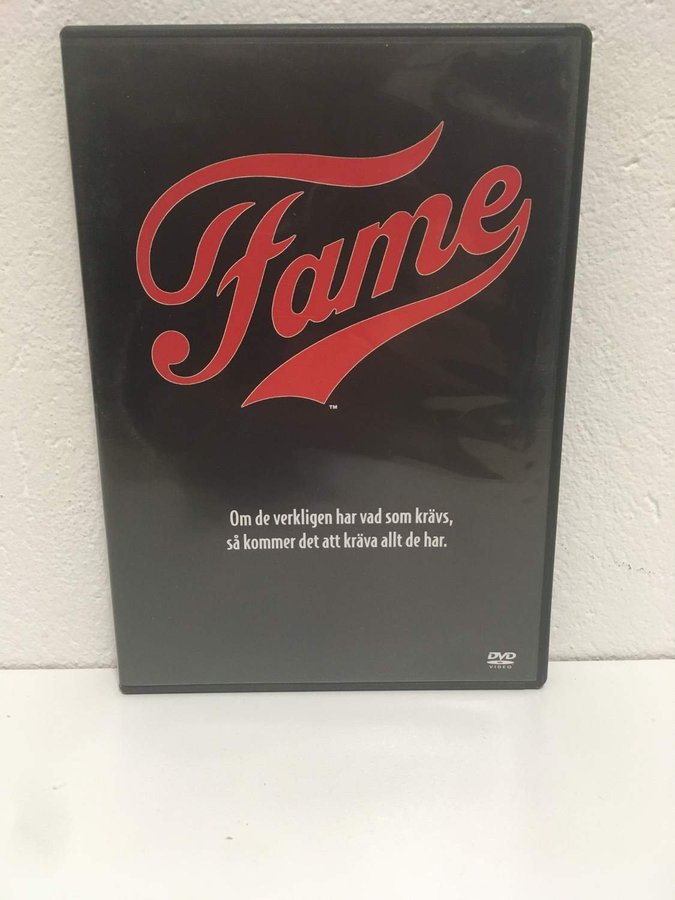 Fame
™
Om de verkligen har vad som krävs,
så kommer det att kräva allt de har.
DVD
VIDEO